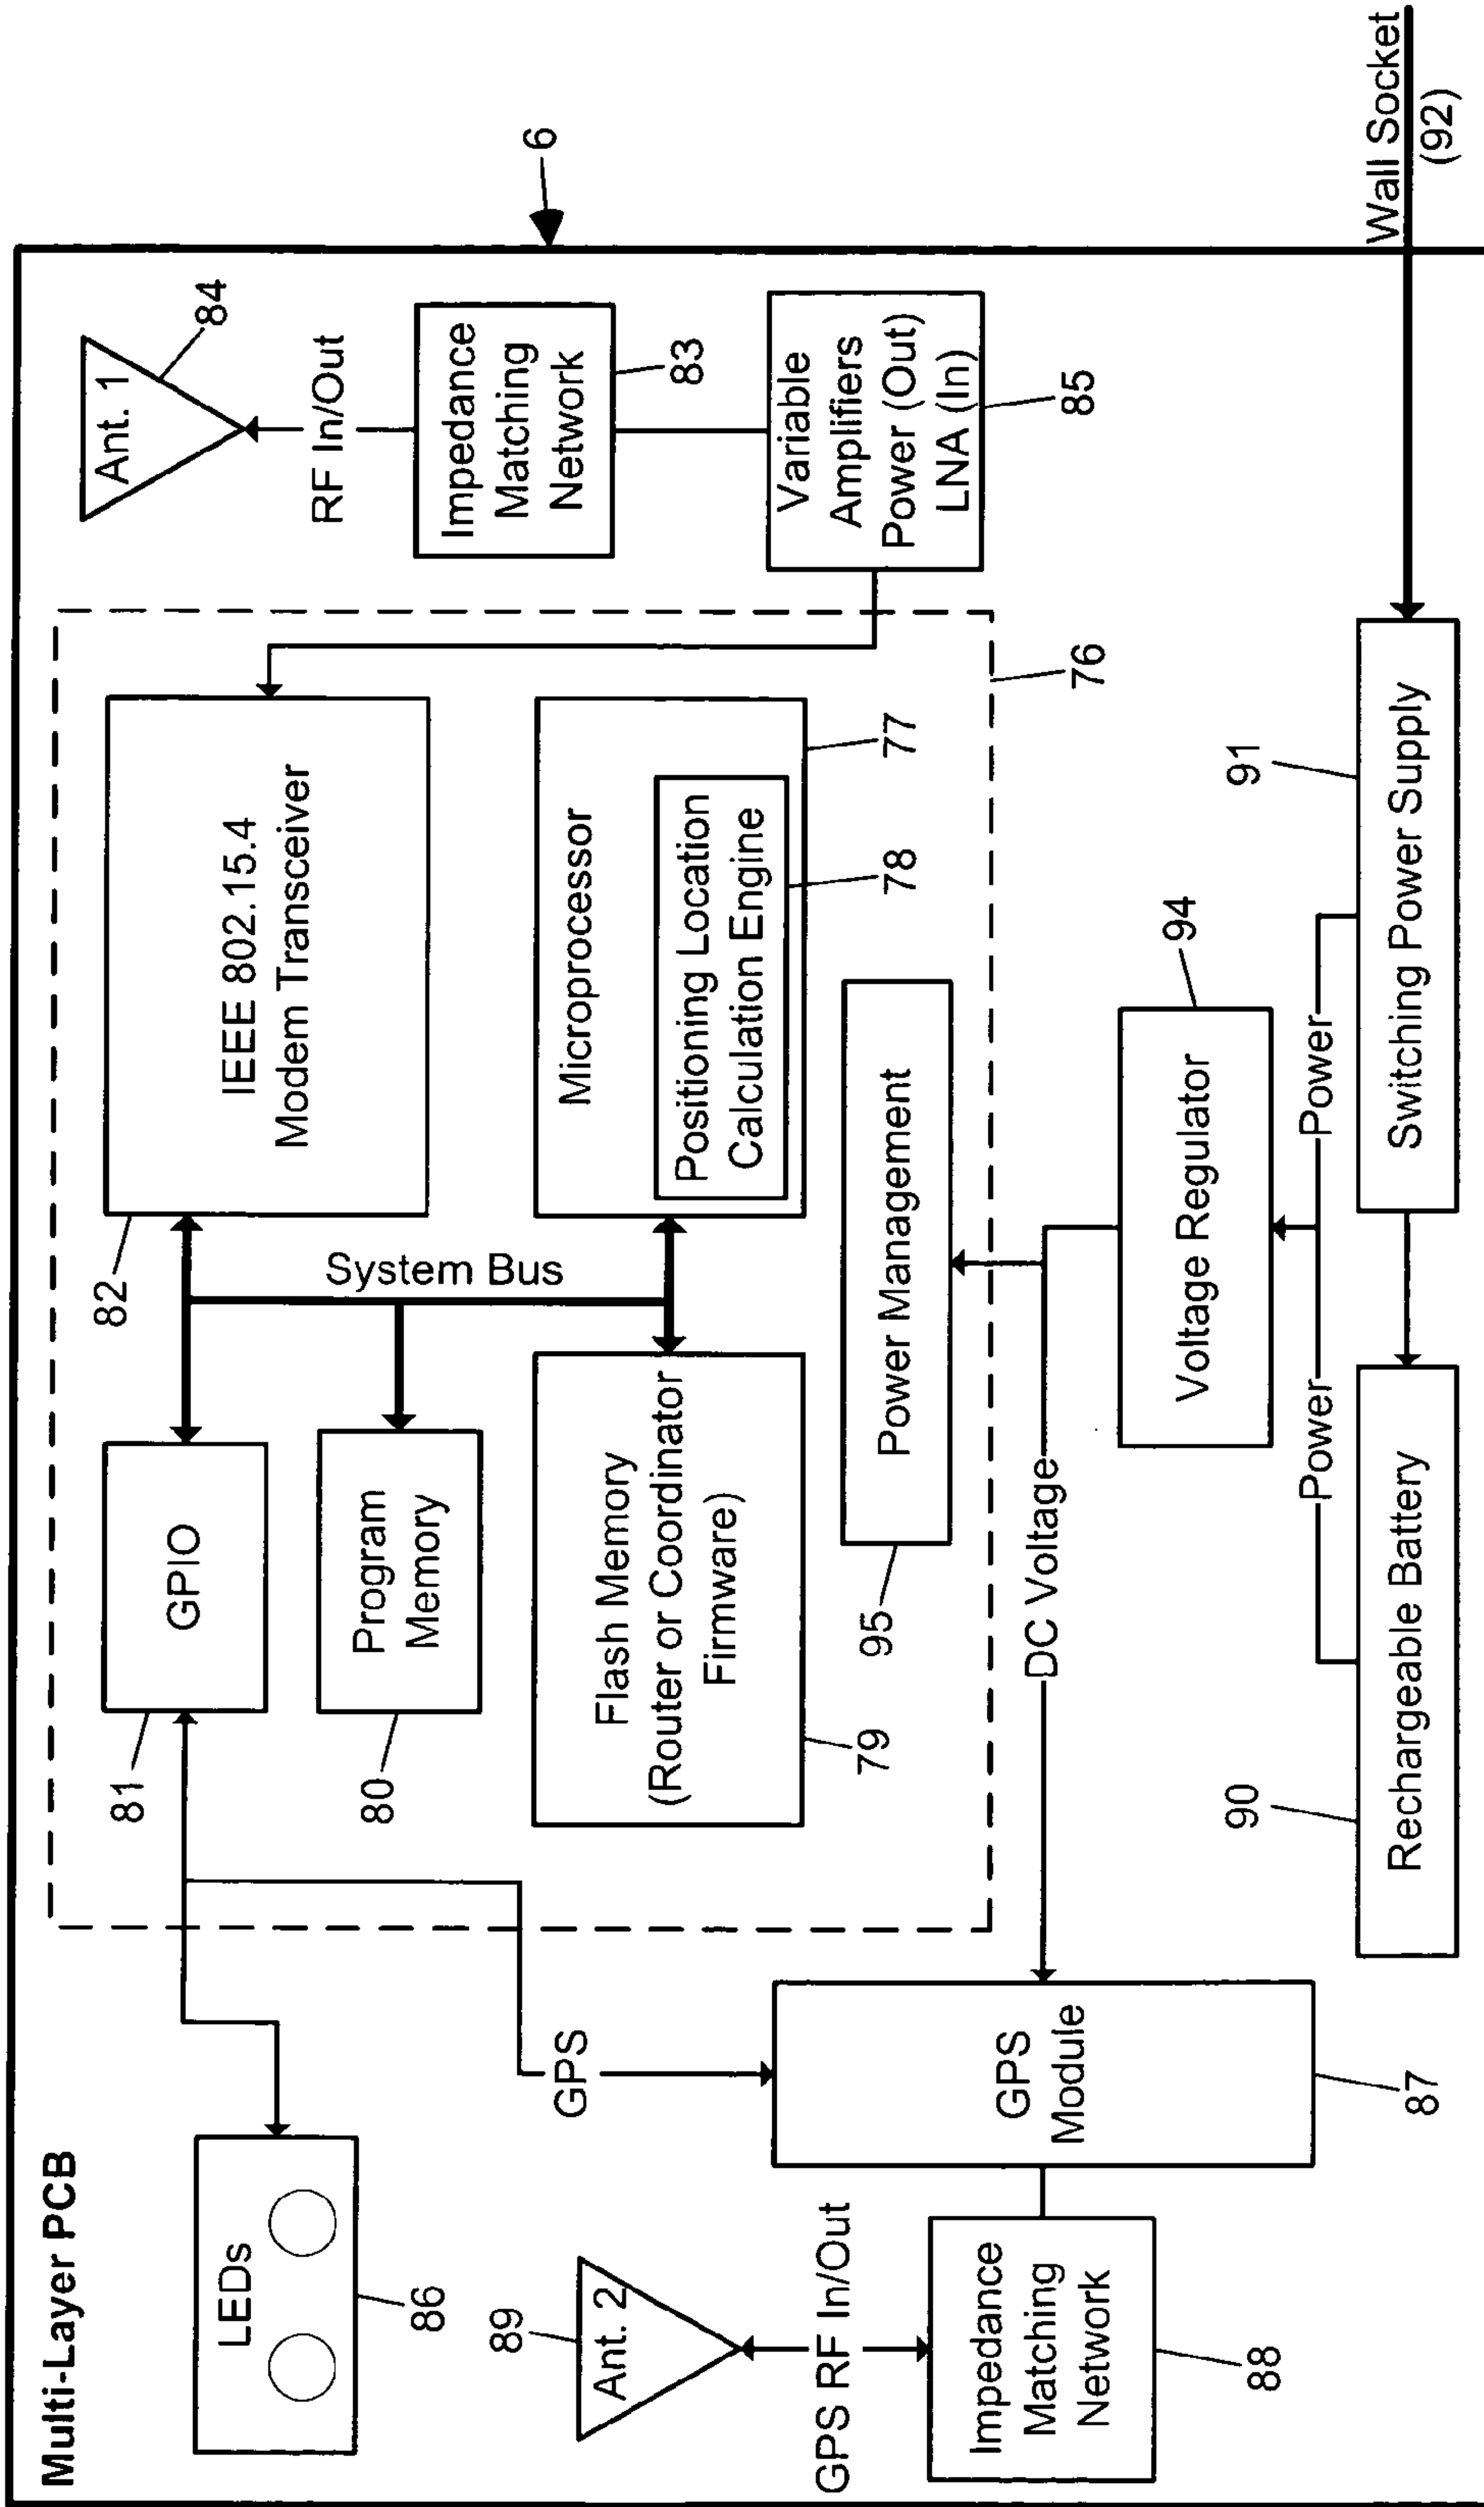 Multi-Layer PCB
LEDs
86
89
Ant. 2
GPS RF In/Out
Impedance
Matching
Network
88
GPS
GPS
Module
87
81
GPIO
80
Program
Memory
Flash Memory
(Router or Coordinator
Firmware)
79
System Bus
82
IEEE 802.15.4
Modem Transceiver
Microprocessor
77
Positioning Location
Calculation Engine
78
95
Power Management
76
DC Voltage
Ant. 1
84
RF In/Out
Impedance
Matching
Network
83
Variable
Amplifiers
Power (Out)
LNA (In)
85
6
94
Voltage Regulator
Power
Power
90
Rechargeable Battery
91
Switching Power Supply
Wall Socket
(92)